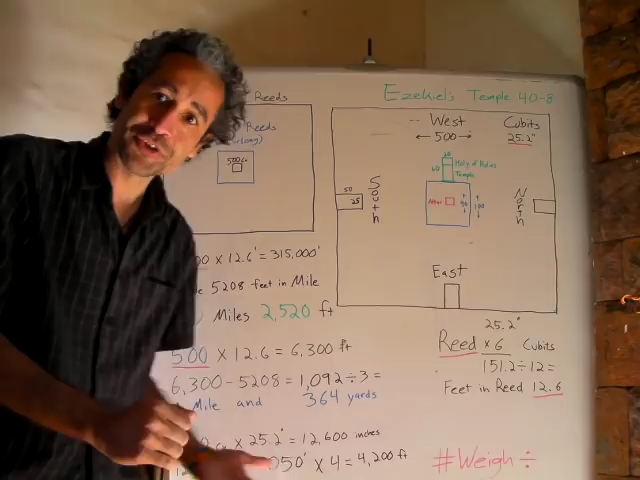 Ezekiel's Temple 40-8
Reeds
Reeds
long)
500
West
← 500 →
Cubits
25.2"
50
25
South
60
Holy of Holies
Temple
Altar
100
North
East
X 12.6' = 315,000'
5208 feet in Mile
Miles 2,520 ft
500 X 12.6 = 6,300 ft
6,300 - 5208 = 1,092 ÷ 3 =
Mile and 364 yards
X 25.2" = 12,600 inches
050' X 4 = 4,200 ft
25.2"
Reed X 6 Cubits
151.2 ÷ 12 =
Feet in Reed 12.6
#Weigh ÷